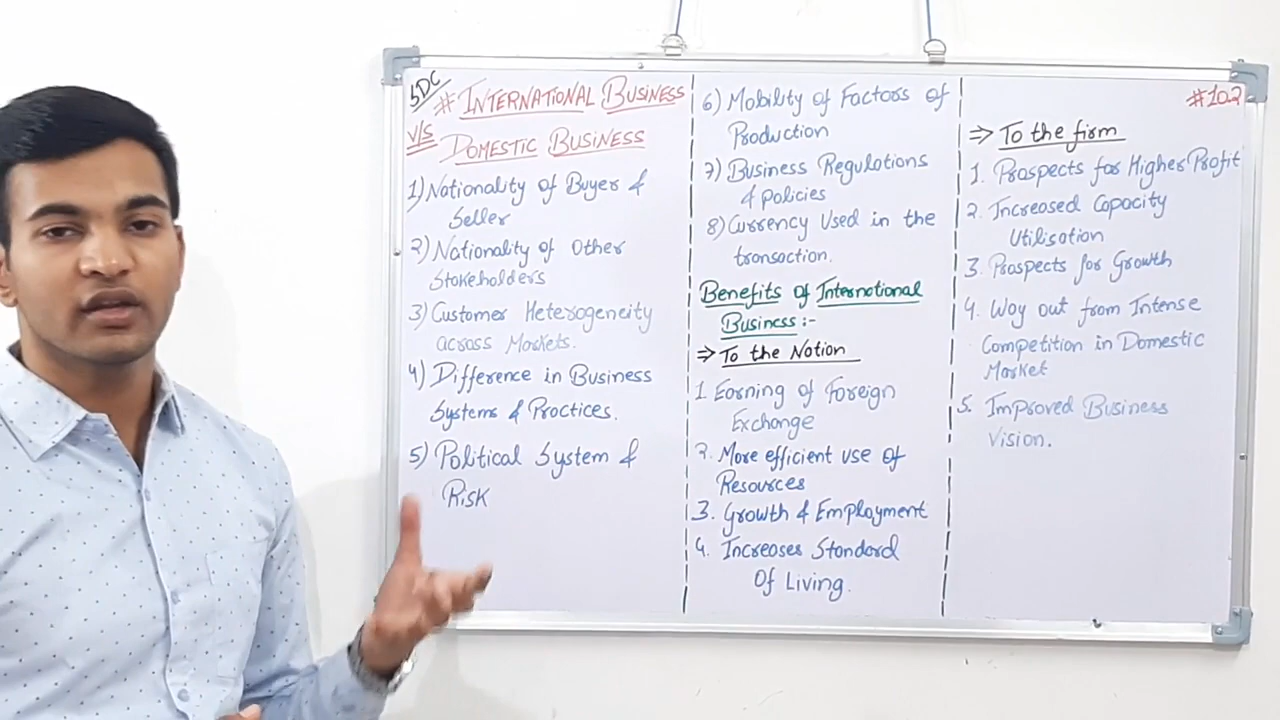 SDC
# INTERNATIONAL BUSINESS
V/S
DOMESTIC BUSINESS
1) Nationality of Buyer &
Seller
2) Nationality of Other
Stakeholders
3) Customer Heterogeneity
across Markets.
4) Difference in Business
Systems & Practices.
5) Political System &
Risk
6) Mobility of Factors of
Production
7) Business Regulations
& policies
8) Currency Used in the
transaction.
Benefits of International
Business :-
⇒ To the Nation
1 Earning of Foreign
Exchange
2. More efficient use of
Resources
3. Growth & Employment
4. Increases Standard
Of Living.
#102
⇒ To the firm
1. Prospects for Higher Profit
2. Increased Capacity
Utilisation
3. Prospects for Growth
4. Way out from Intense
Competition in Domestic
Market
5. Improved Business
Vision.